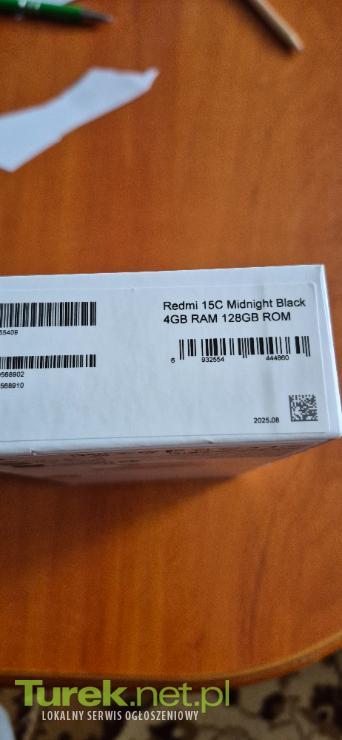 Redmi 15C Midnight Black
4GB RAM 128GB ROM
55409
568902
568910
6 932554 444860
2025.08
Turek.net.pl
LOKALNY SERWIS OGŁOSZENIOWY